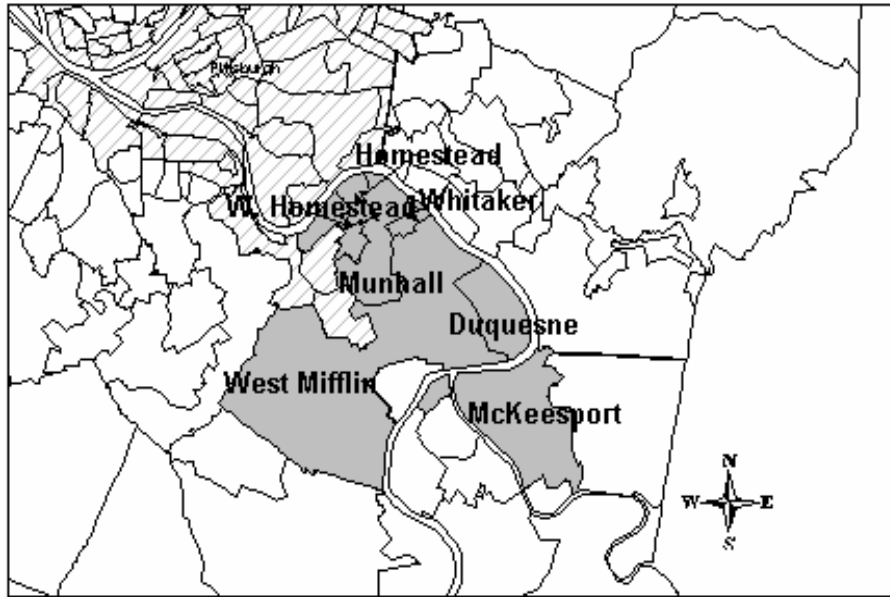 Pittsburgh
Homestead
W. Homestead
Whitaker
Munhall
Duquesne
West Mifflin
McKeesport
N
W E
S